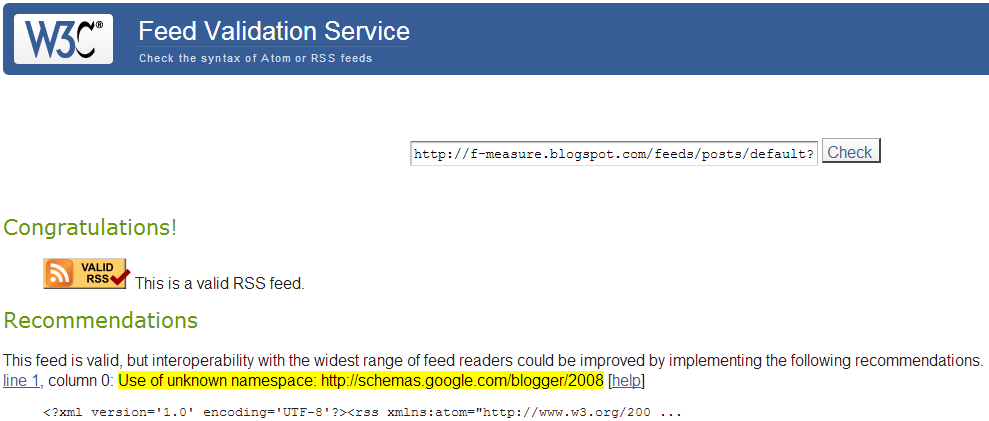 W3C®
Feed Validation Service
Check the syntax of Atom or RSS feeds
http://f-measure.blogspot.com/feeds/posts/default? Check
Congratulations!
VALID
RSS
This is a valid RSS feed.
Recommendations
This feed is valid, but interoperability with the widest range of feed readers could be improved by implementing the following recommendations.
line 1, column 0: Use of unknown namespace: http://schemas.google.com/blogger/2008 [help]
<?xml version='1.0' encoding='UTF-8'?><rss xmlns:atom="http://www.w3.org/200 ...